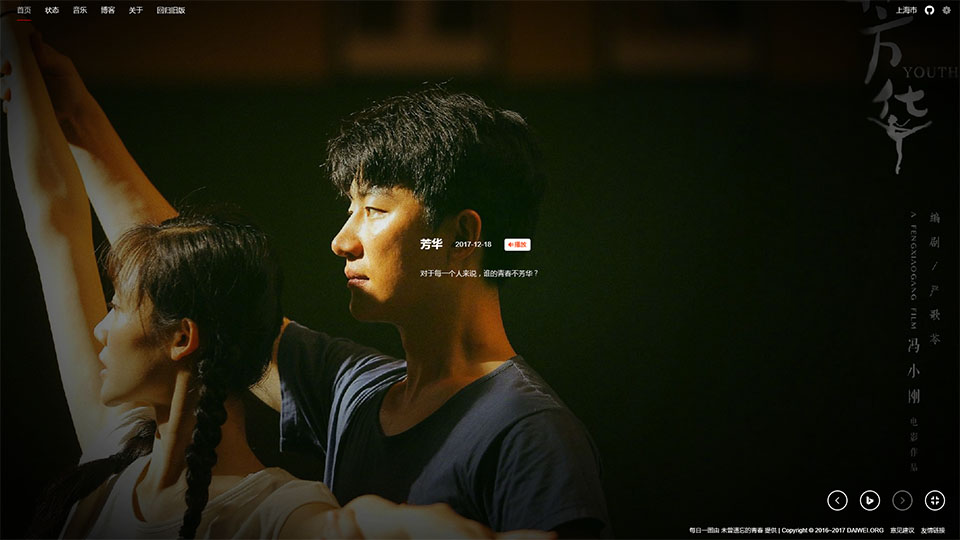 首页 状态 音乐 博客 关于 回归旧版
上海市
芳华
YOUTH
编剧/严歌苓
A FENGXIAOGANG FILM
冯小刚 电影作品
芳华 2017-12-18 播放
对于每一个人来说，谁的青春不芳华？
每日一图由 未曾遗忘的青春 提供 | Copyright © 2016-2017 DAIWEI.ORG 意见建议 友情链接